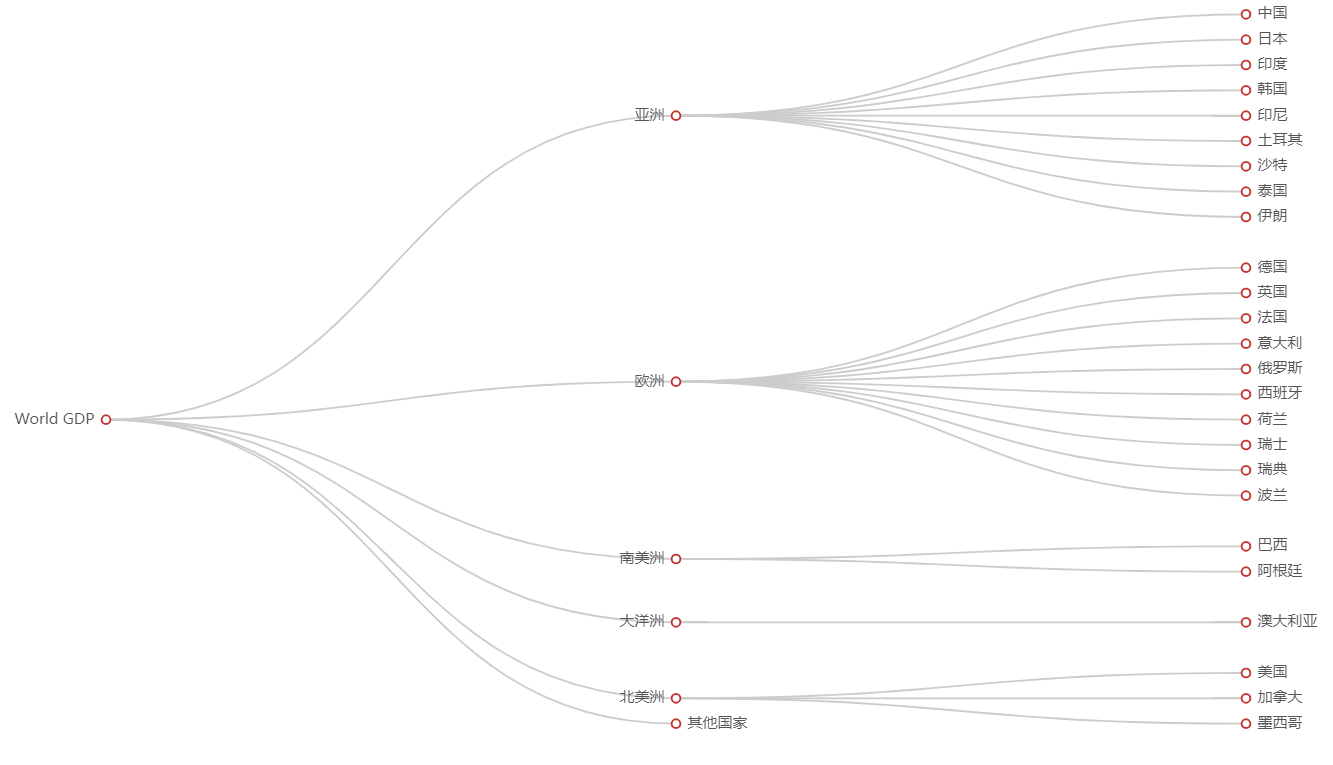 World GDP
亚洲
中国
日本
印度
韩国
印尼
土耳其
沙特
泰国
伊朗
欧洲
德国
英国
法国
意大利
俄罗斯
西班牙
荷兰
瑞士
瑞典
波兰
南美洲
巴西
阿根廷
大洋洲
澳大利亚
北美洲
美国
加拿大
墨西哥
其他国家